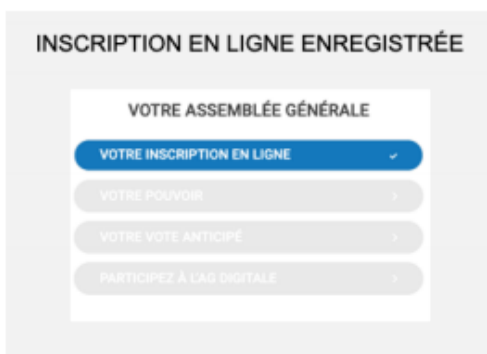 INSCRIPTION EN LIGNE ENREGISTRÉE
VOTRE ASSEMBLÉE GÉNÉRALE
VOTRE INSCRIPTION EN LIGNE
VOTRE POUVOIR
VOTRE VOTE ANTICIPÉ
PARTICIPEZ À L'AG DIGITALE